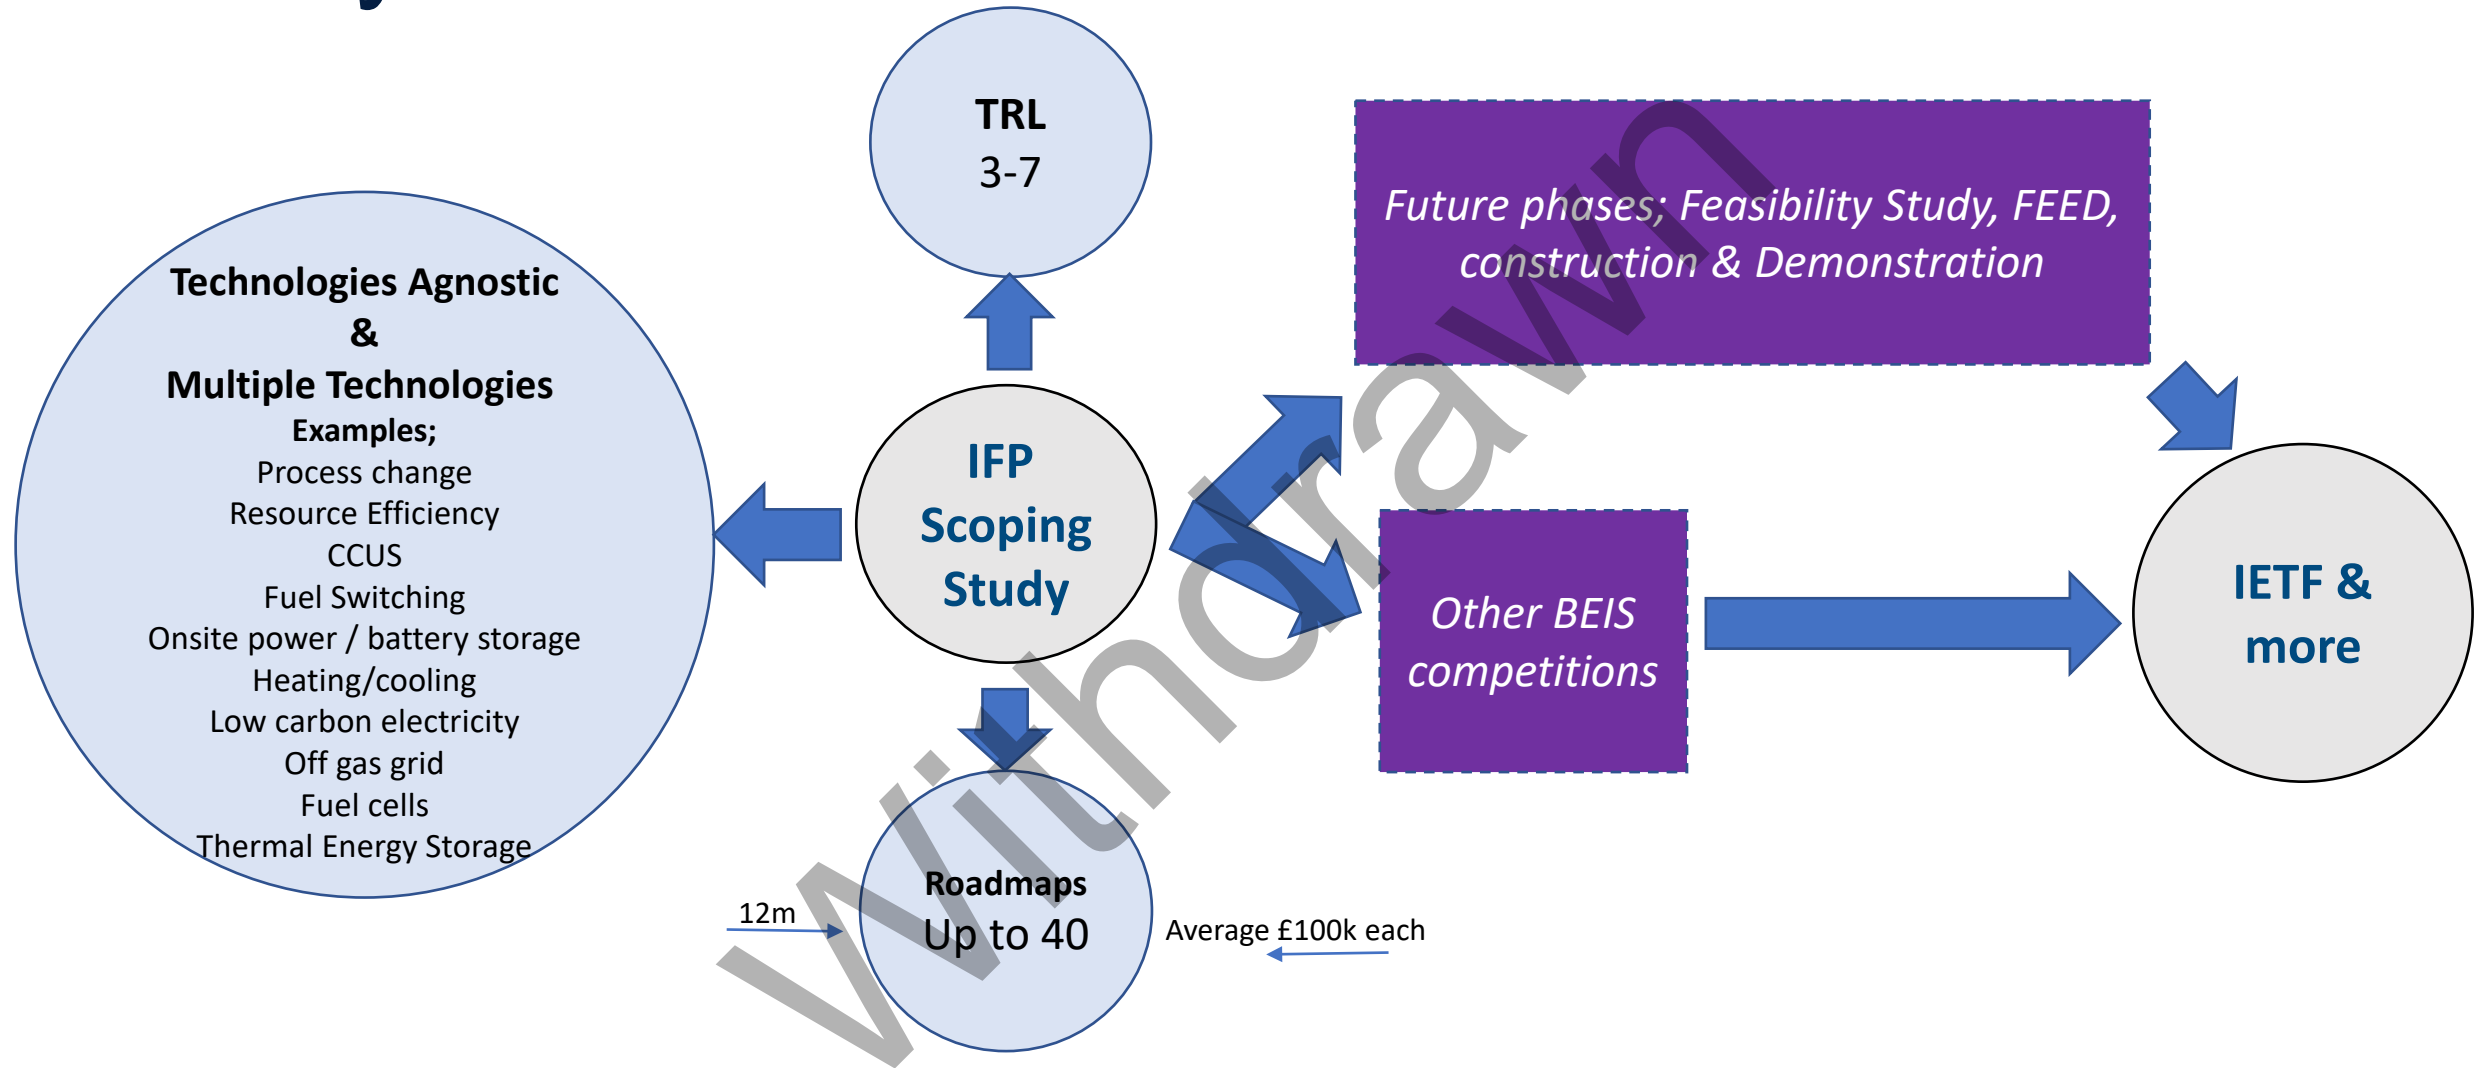 TRL
3-7
Technologies Agnostic
&
Multiple Technologies
Examples;
Process change
Resource Efficiency
CCUS
Fuel Switching
Onsite power / battery storage
Heating/cooling
Low carbon electricity
Off gas grid
Fuel cells
Thermal Energy Storage
IFP
Scoping
Study
Future phases; Feasibility Study, FEED,
construction & Demonstration
Other BEIS
competitions
IETF &
more
Roadmaps
Up to 40
12m
Average £100k each
Withdrawn